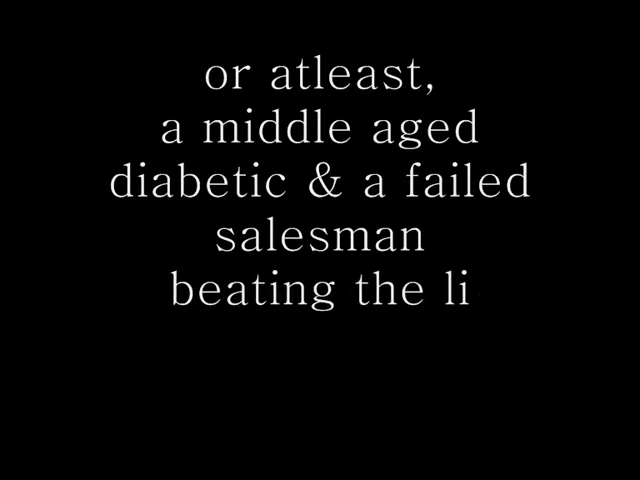 or atleast,
a middle aged
diabetic & a failed
salesman
beating the li